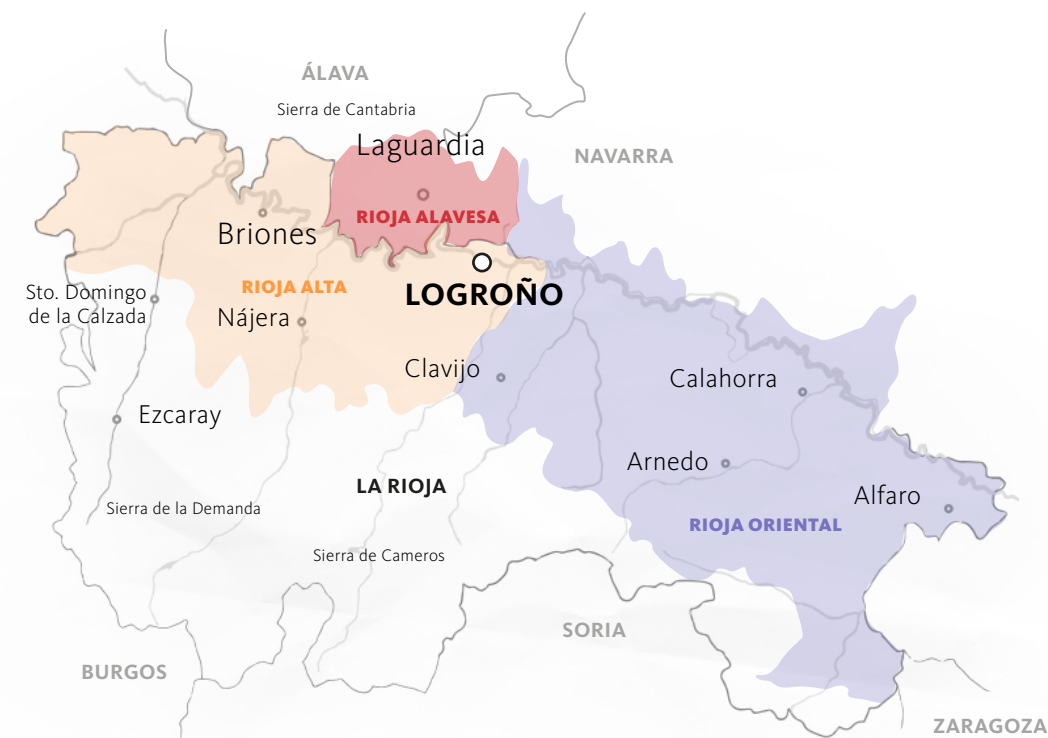 ÁLAVA
Sierra de Cantabria
Laguardia
NAVARRA
RIOJA ALAVESA
Briones
RIOJA ALTA
LOGROÑO
Sto. Domingo
de la Calzada
Nájera
Clavijo
Calahorra
Ezcaray
Arnedo
LA RIOJA
Alfaro
Sierra de la Demanda
RIOJA ORIENTAL
Sierra de Cameros
SORIA
BURGOS
ZARAGOZA